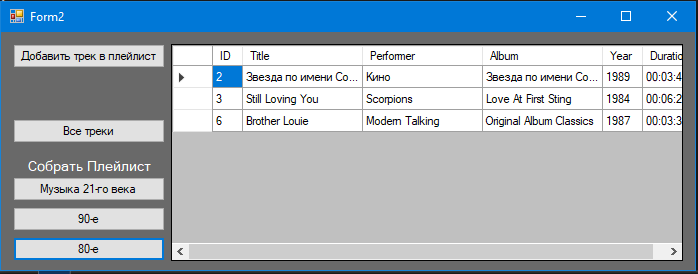 Form2
Добавить трек в плейлист
Все треки
Собрать Плейлист
Музыка 21-го века
90-е
80-е
ID Title Performer Album Year Duratio
2 Звезда по имени Со... Кино Звезда по имени Со... 1989 00:03:4
3 Still Loving You Scorpions Love At First Sting 1984 00:06:2
6 Brother Louie Modern Talking Original Album Classics 1987 00:03:3